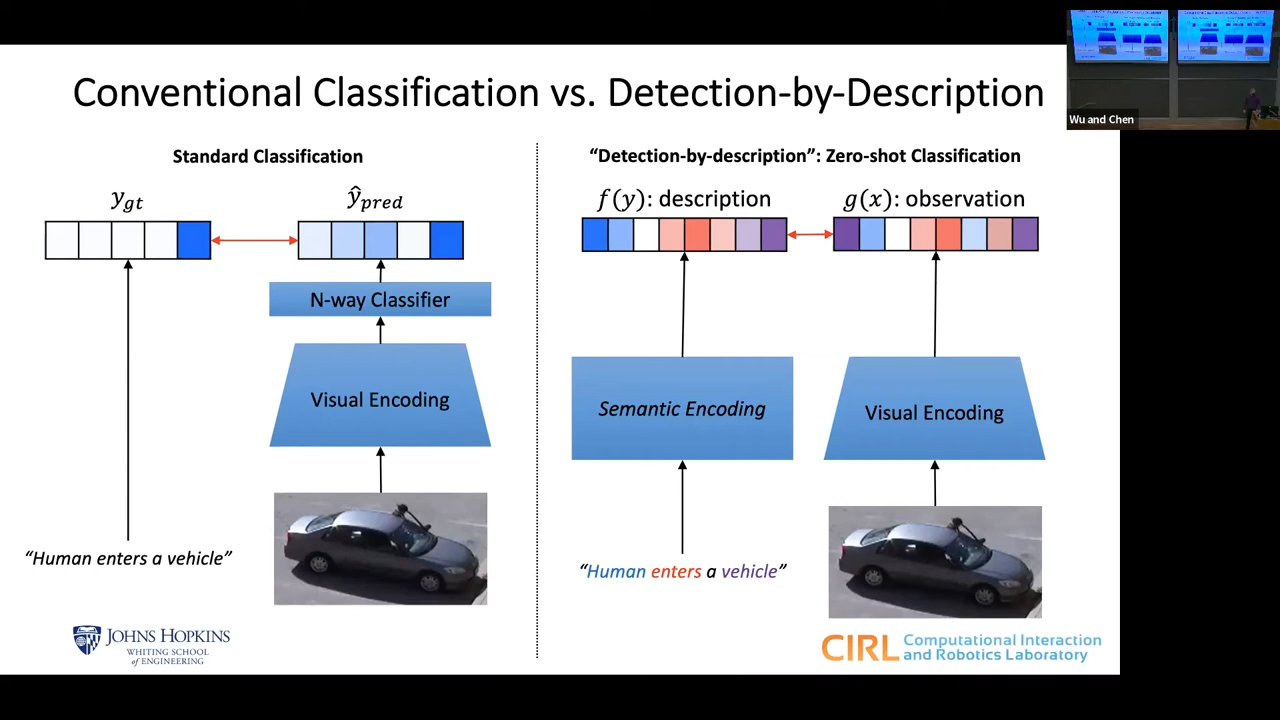 Conventional Classification vs. Detection-by-Description
Wu and Chen
Standard Classification
y_gt
ŷ_pred
N-way Classifier
Visual Encoding
“Human enters a vehicle”
“Detection-by-description”: Zero-shot Classification
f(y): description
g(x): observation
Semantic Encoding
Visual Encoding
“Human enters a vehicle”
JOHNS HOPKINS
WHITING SCHOOL
of ENGINEERING
CIRL Computational Interaction
and Robotics Laboratory